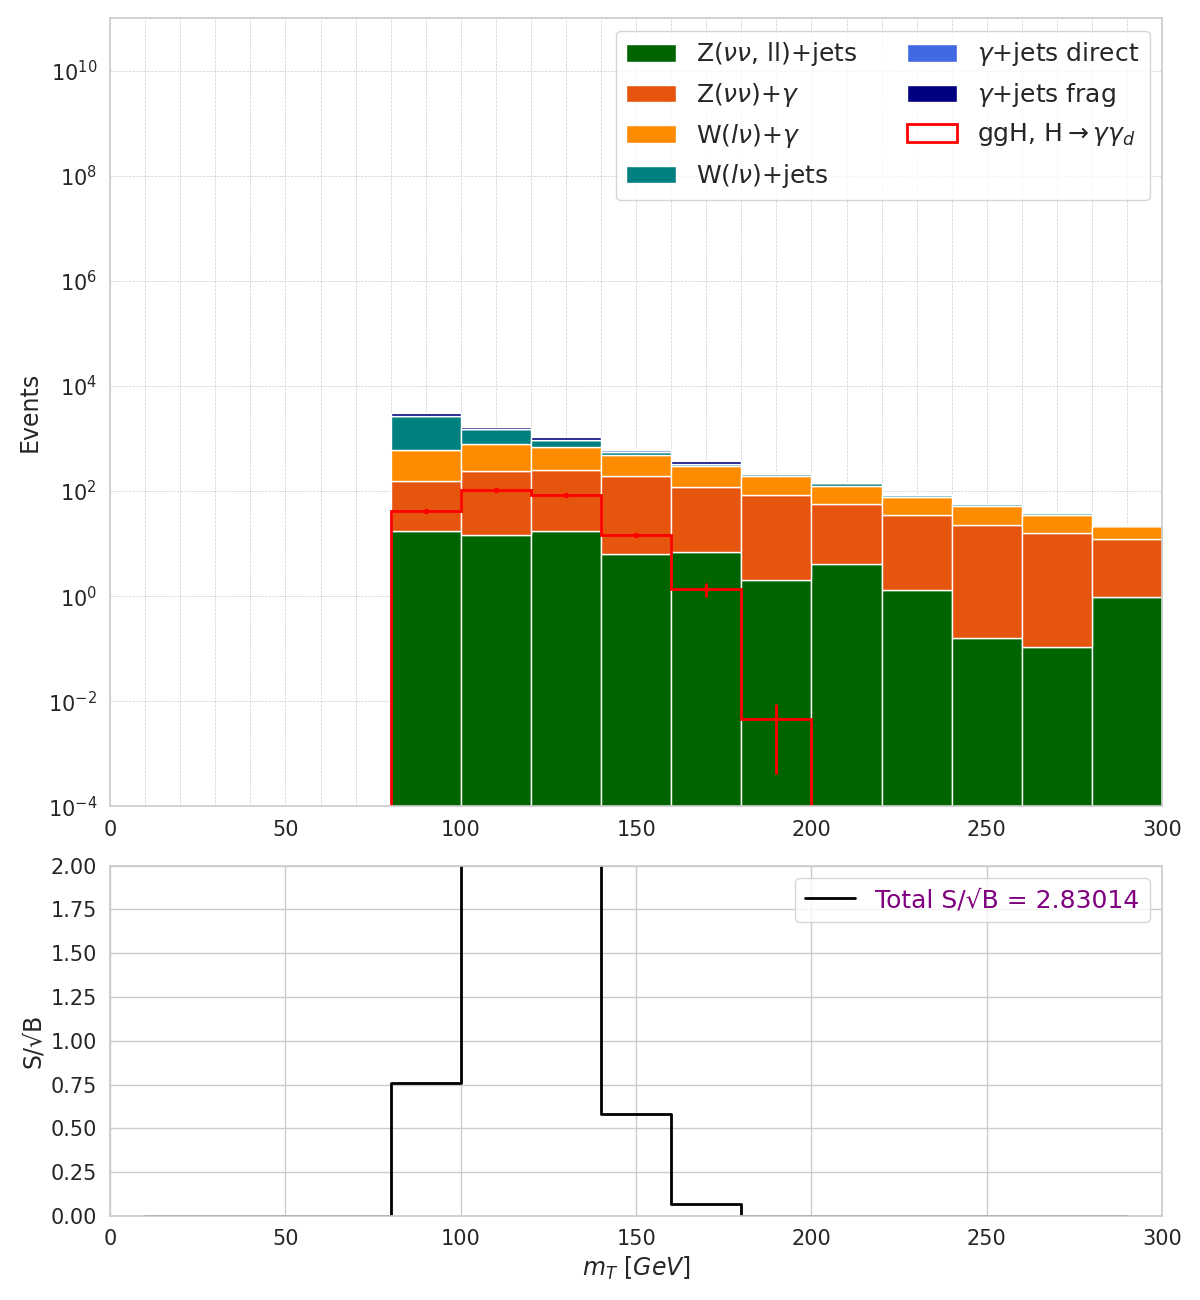 Z(νν, ll)+jets
Z(νν)+γ
W(lν)+γ
W(lν)+jets
γ+jets direct
γ+jets frag
ggH, H→γγ_d
Events
10^10
10^8
10^6
10^4
10^2
10^0
10^−2
10^−4
0 50 100 150 200 250 300
Total S/√B = 2.83014
S/√B
2.00
1.75
1.50
1.25
1.00
0.75
0.50
0.25
0.00
0 50 100 150 200 250 300
m_T [GeV]